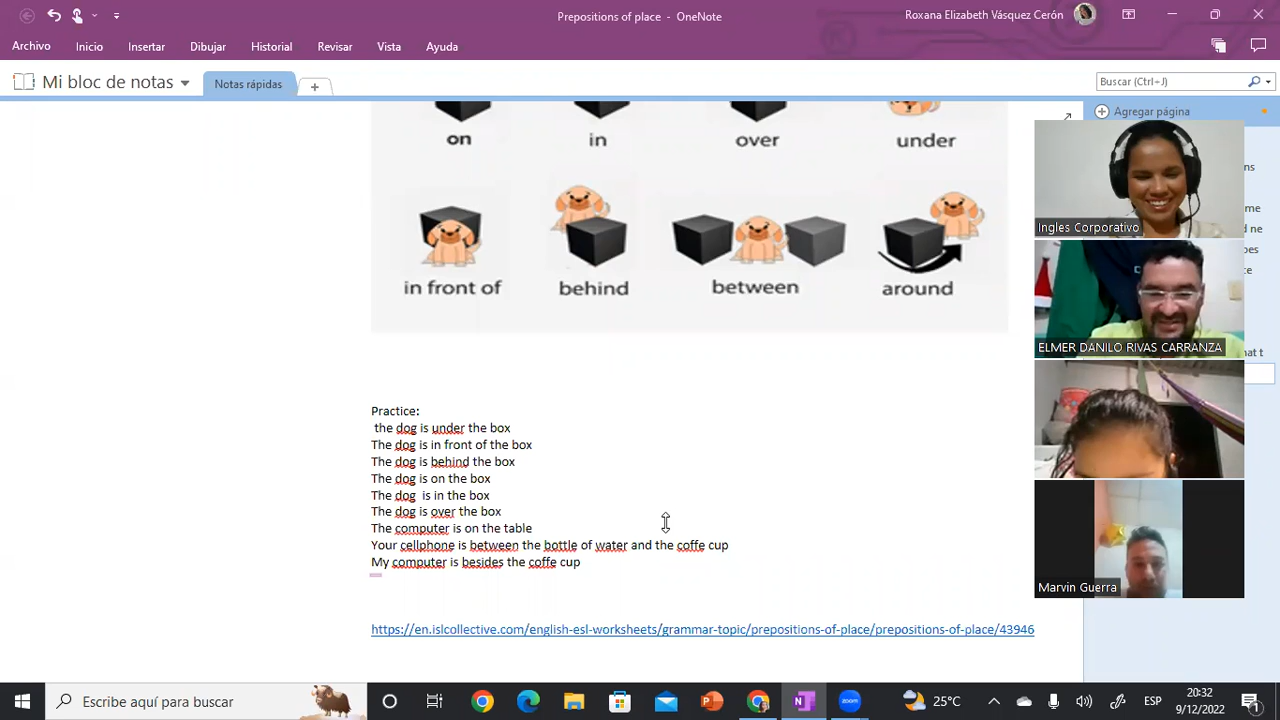 Prepositions of place - OneNote
Roxana Elizabeth Vásquez Cerón
Archivo Inicio Insertar Dibujar Historial Revisar Vista Ayuda
Mi bloc de notas
Notas rápidas
+
Buscar (Ctrl+J)
Agregar página
on in over under
in front of behind between around
Practice:
the dog is under the box
The dog is in front of the box
The dog is behind the box
The dog is on the box
The dog is in the box
The dog is over the box
The computer is on the table
Your cellphone is between the bottle of water and the coffe cup
My computer is besides the coffe cup
https://en.islcollective.com/english-esl-worksheets/grammar-topic/prepositions-of-place/prepositions-of-place/43946
Ingles Corporativo
ELMER DANILO RIVAS CARRANZA
Marvin Guerra
Escribe aquí para buscar
zoom
25°C
ESP
20:32
9/12/2022